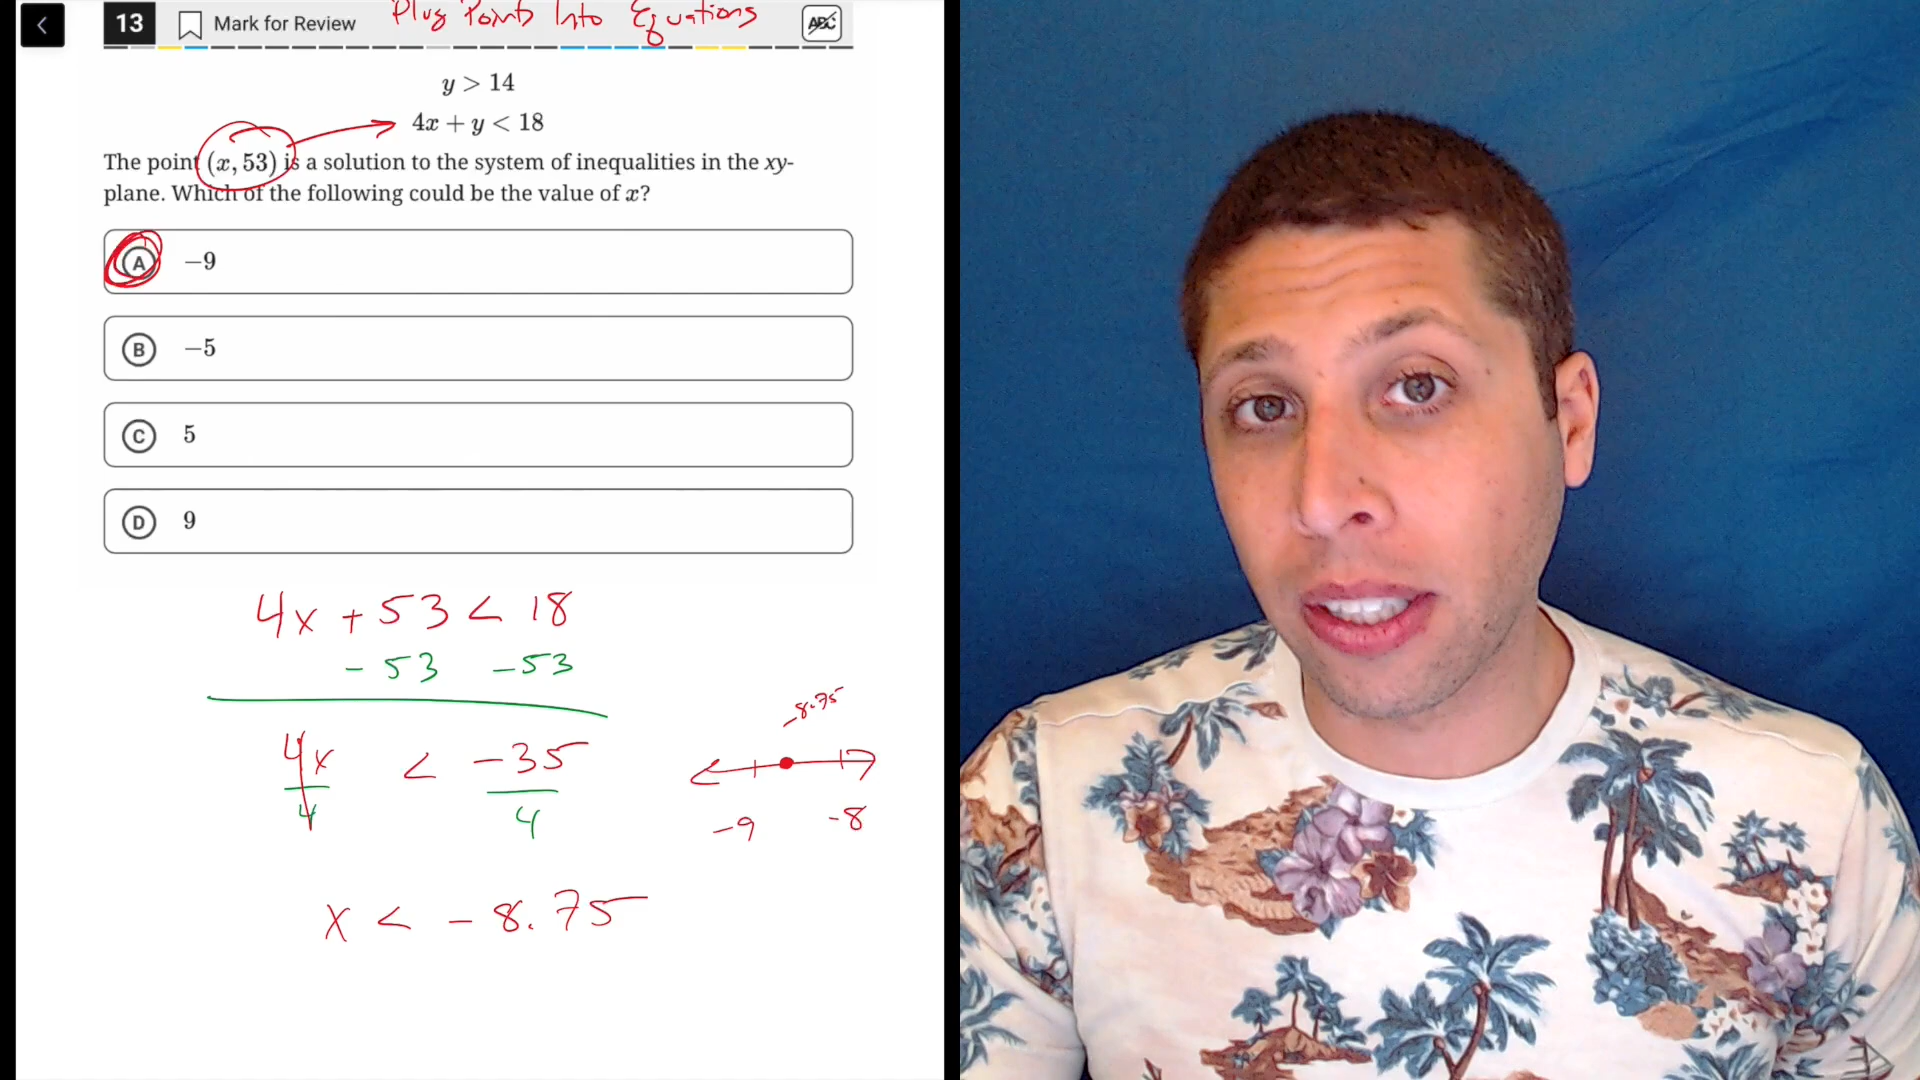 13 Mark for Review Plug Points Into Equations ABC
y > 14
4x + y < 18
The point (x, 53) is a solution to the system of inequalities in the xy-
plane. Which of the following could be the value of x?
A −9
B −5
C 5
D 9
4x + 53 < 18
- 53 -53
4x < -35
4 4
x < -8.75
-8.75
-9 -8